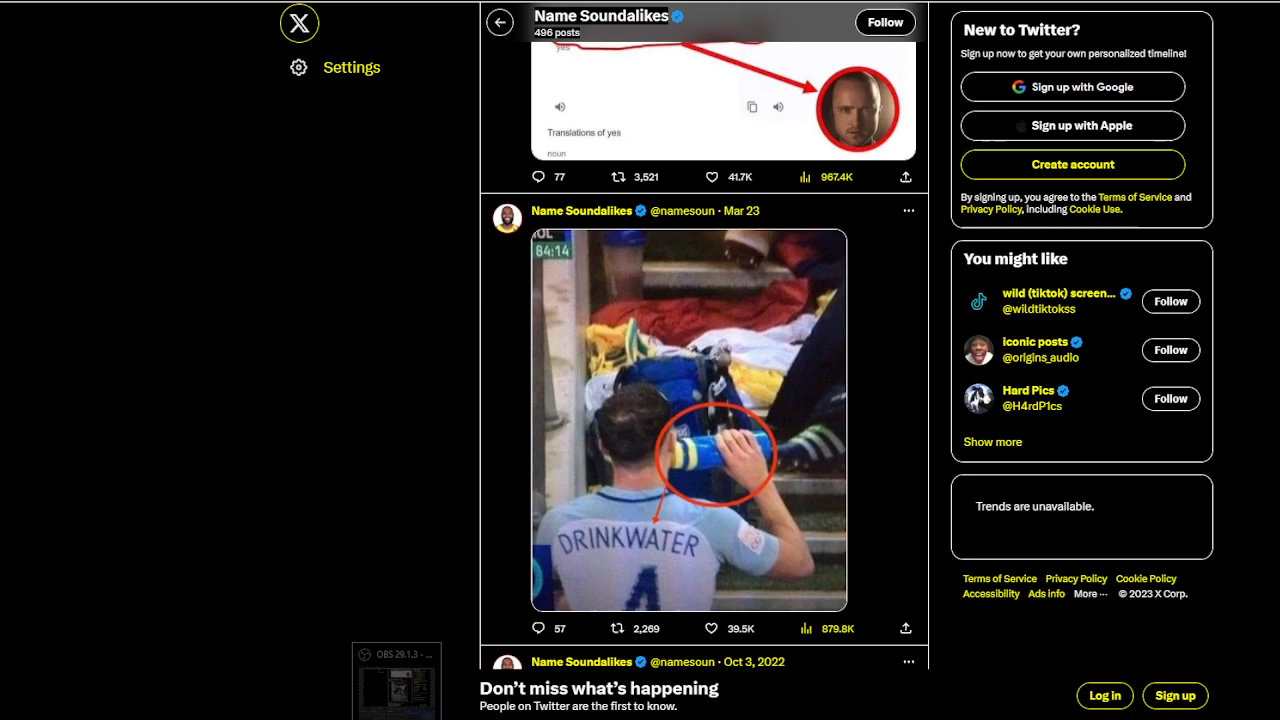 Name Soundalikes
496 posts
Follow
yes
Translations of yes
noun
77
3,521
41.7K
967.4K
Settings
Name Soundalikes @namesoun · Mar 23
84:14
DRINKWATER
4
57
2,269
39.5K
879.8K
Name Soundalikes @namesoun · Oct 3, 2022
New to Twitter?
Sign up now to get your own personalized timeline!
Sign up with Google
Sign up with Apple
Create account
By signing up, you agree to the Terms of Service and
Privacy Policy, including Cookie Use.
You might like
wild (tiktok) screen...
@wildtiktokss
Follow
iconic posts
@origins_audio
Follow
Hard Pics
@H4rdP1cs
Follow
Show more
Trends are unavailable.
Terms of Service Privacy Policy Cookie Policy
Accessibility Ads info More ··· © 2023 X Corp.
OBS 29.1.3 - ...
Don't miss what's happening
People on Twitter are the first to know.
Log in
Sign up